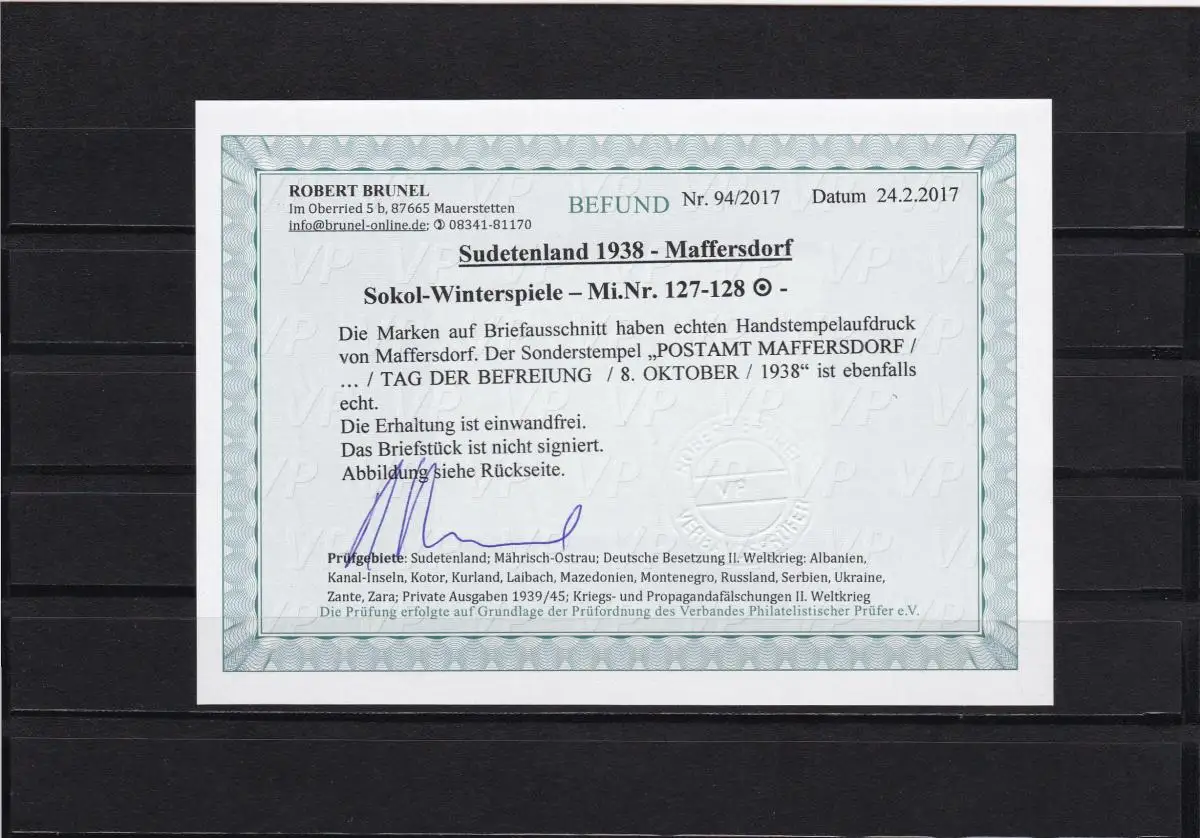 ROBERT BRUNEL
Im Oberried 5 b, 87665 Mauerstetten
info@brunel-online.de; ✆ 08341-81170
BEFUND Nr. 94/2017 Datum 24.2.2017
Sudetenland 1938 - Maffersdorf
Sokol-Winterspiele – Mi.Nr. 127-128 ⊙ -
Die Marken auf Briefausschnitt haben echten Handstempelaufdruck
von Maffersdorf. Der Sonderstempel „POSTAMT MAFFERSDORF /
… / TAG DER BEFREIUNG / 8. OKTOBER / 1938“ ist ebenfalls
echt.
Die Erhaltung ist einwandfrei.
Das Briefstück ist nicht signiert.
Abbildung siehe Rückseite.
VP
Prüfgebiete: Sudetenland; Mährisch-Ostrau; Deutsche Besetzung II. Weltkrieg: Albanien,
Kanal-Inseln, Kotor, Kurland, Laibach, Mazedonien, Montenegro, Russland, Serbien, Ukraine,
Zante, Zara; Private Ausgaben 1939/45; Kriegs- und Propagandafälschungen II. Weltkrieg
Die Prüfung erfolgte auf Grundlage der Prüfordnung des Verbandes Philatelistischer Prüfer e.V.